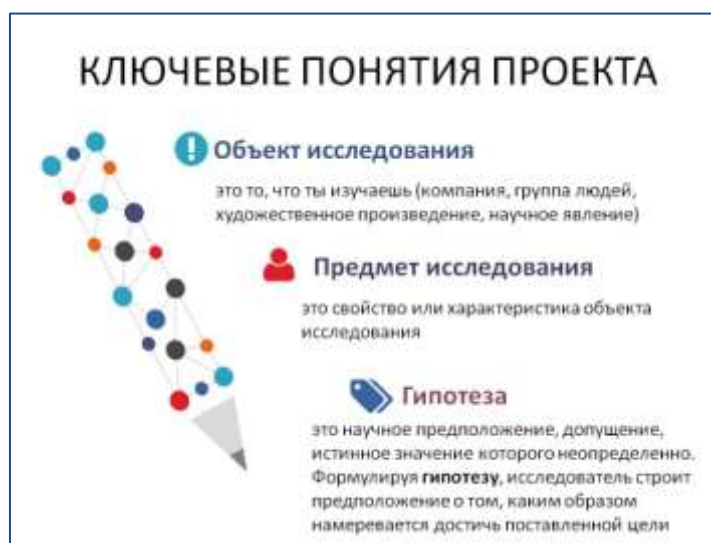 КЛЮЧЕВЫЕ ПОНЯТИЯ ПРОЕКТА
Объект исследования
это то, что ты изучаешь (компания, группа людей,
художественное произведение, научное явление)
Предмет исследования
это свойство или характеристика объекта
исследования
Гипотеза
это научное предположение, допущение,
истинное значение которого неопределенно.
Формулируя гипотезу, исследователь строит
предположение о том, каким образом
намеревается достичь поставленной цели